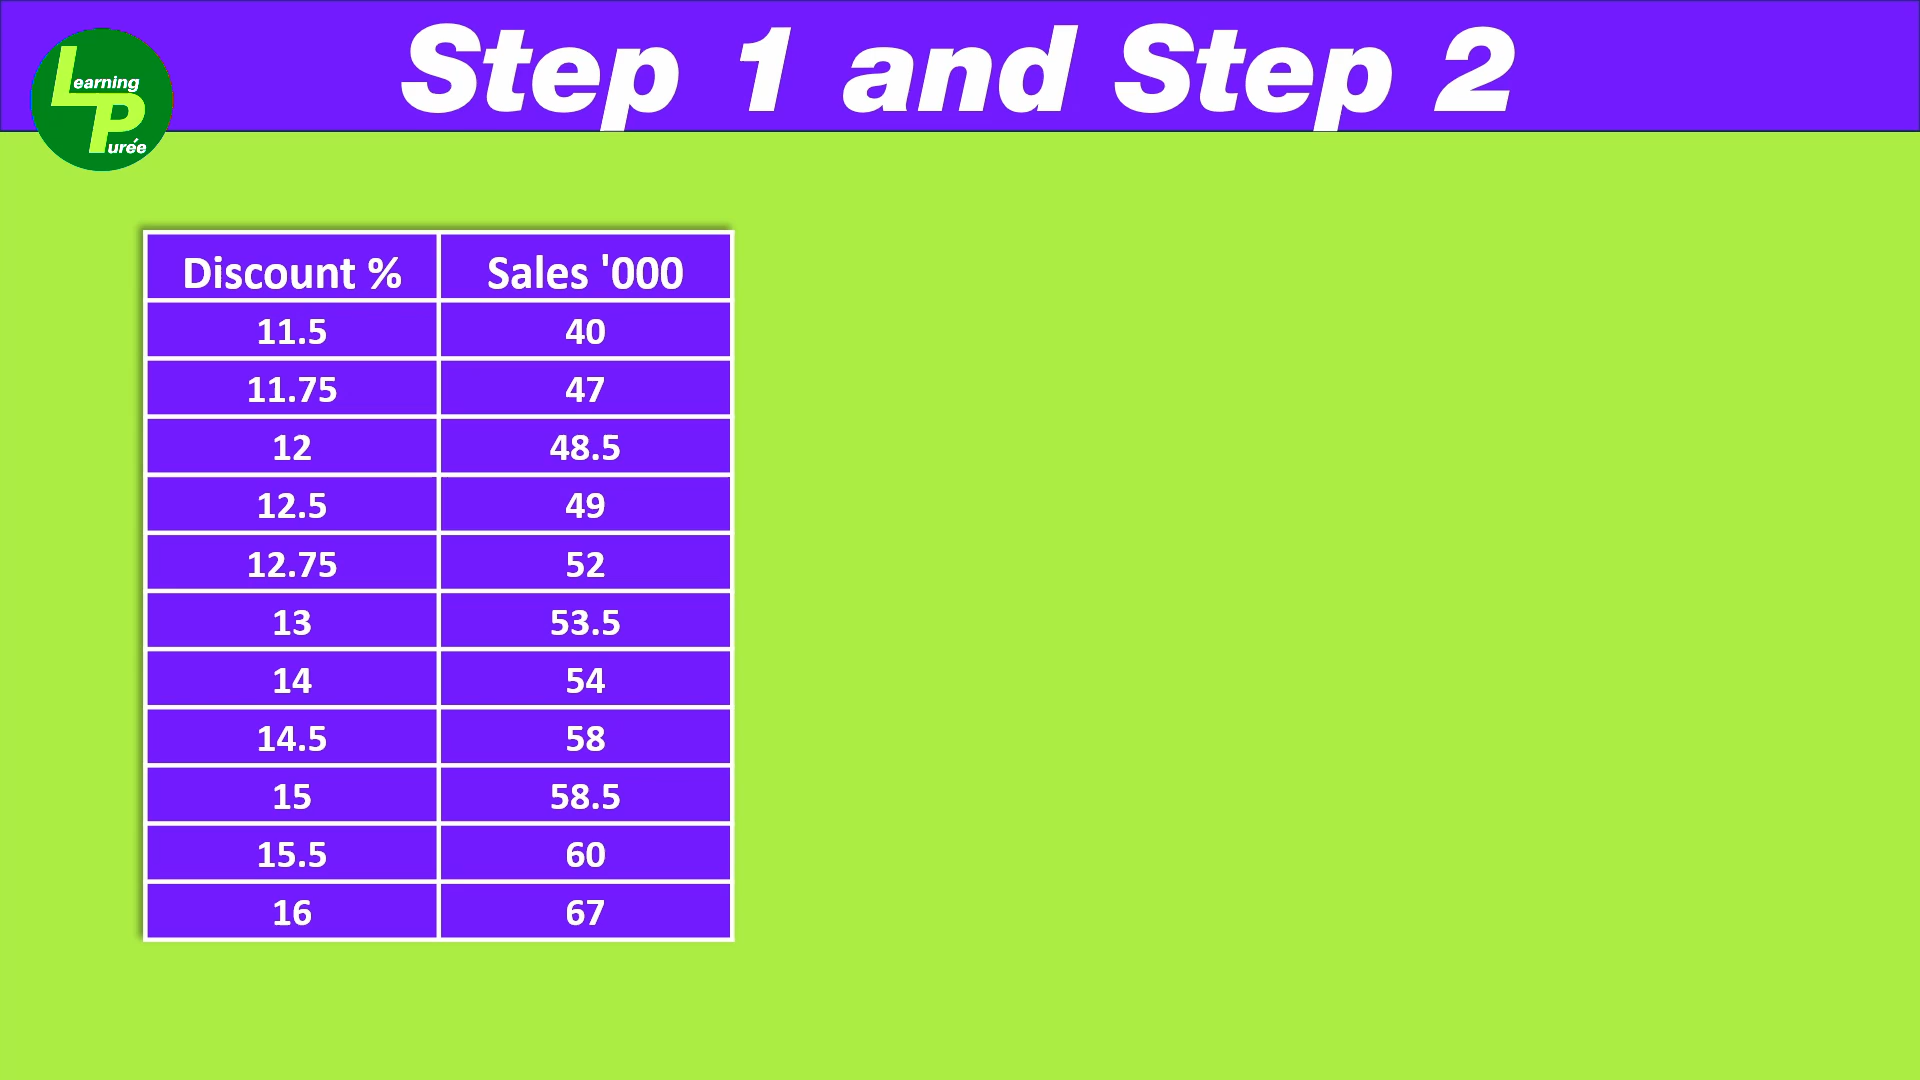 Step 1 and Step 2
Learning
Purée
Discount % Sales '000
11.5 40
11.75 47
12 48.5
12.5 49
12.75 52
13 53.5
14 54
14.5 58
15 58.5
15.5 60
16 67